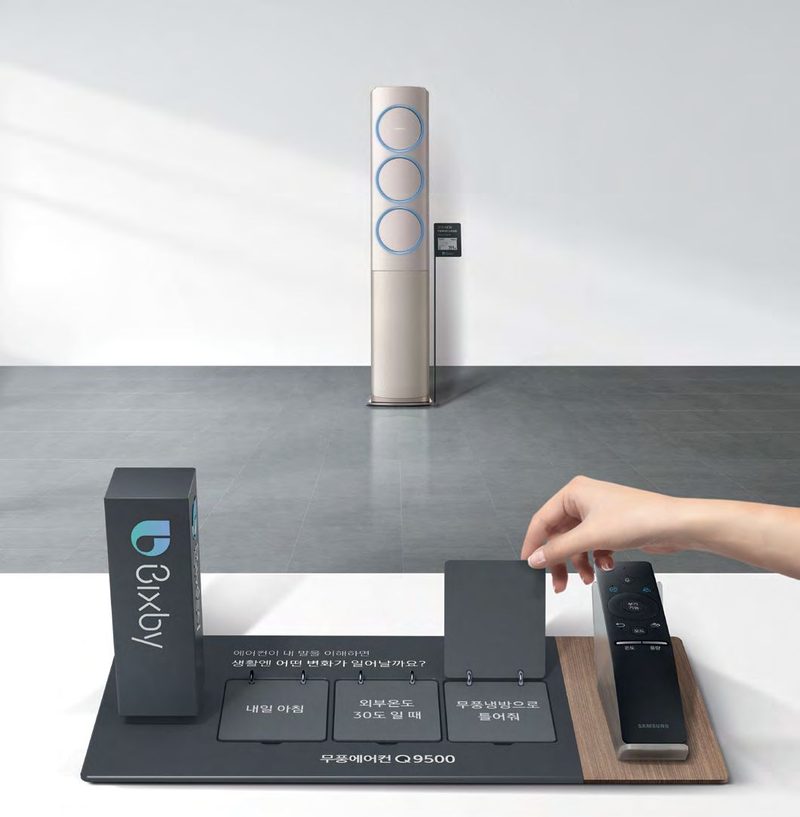 Bixby
에어컨이 내 말을 이해하면
생활엔 어떤 변화가 일어날까요?
내일 아침
외부온도
30도 일 때
무풍냉방으로
틀어줘
무풍에어컨 Q9500
모드
온도
풍량
SAMSUNG